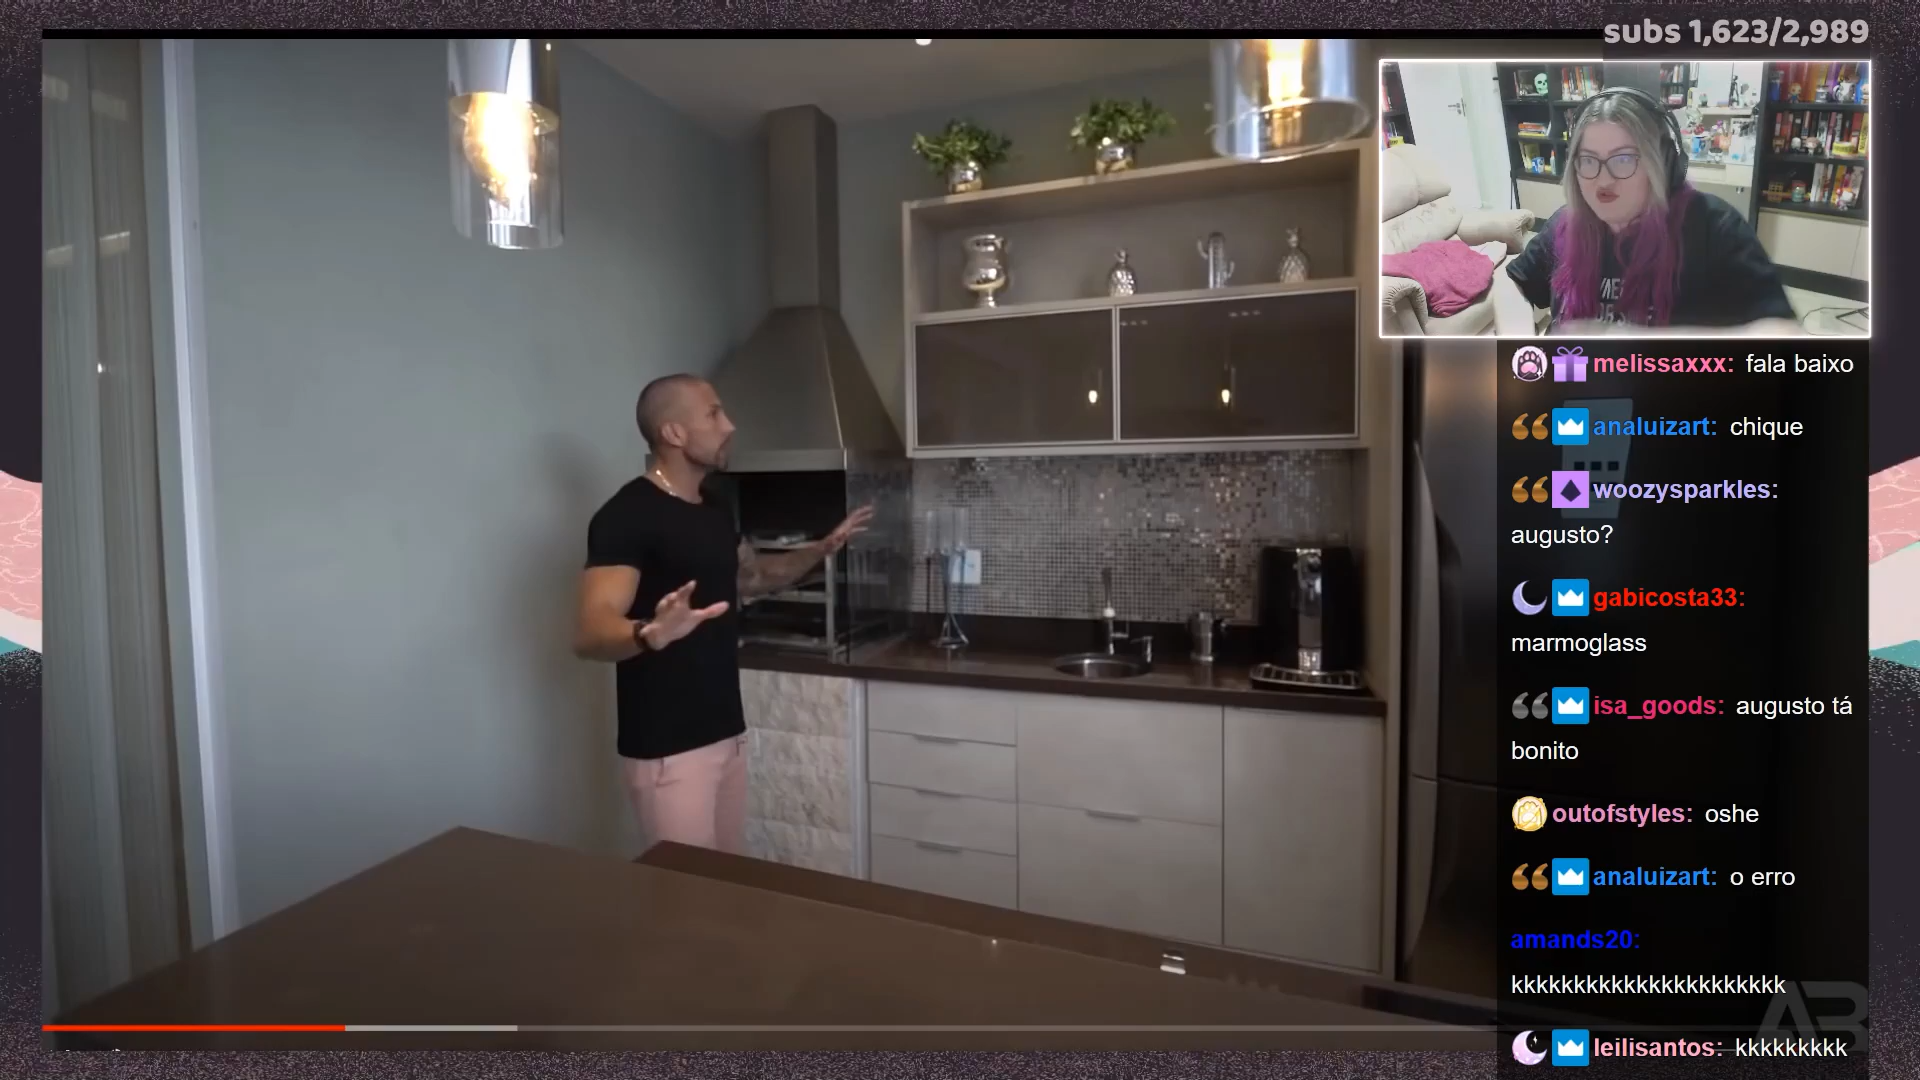 subs 1,623/2,989
melissaxxx: fala baixo
analuizart: chique
woozysparkles:
augusto?
gabicosta33:
marmoglass
isa_goods: augusto tá
bonito
outofstyles: oshe
analuizart: o erro
amands20:
kkkkkkkkkkkkkkkkkkkkkk
AB
leilisantos: kkkkkkkkk